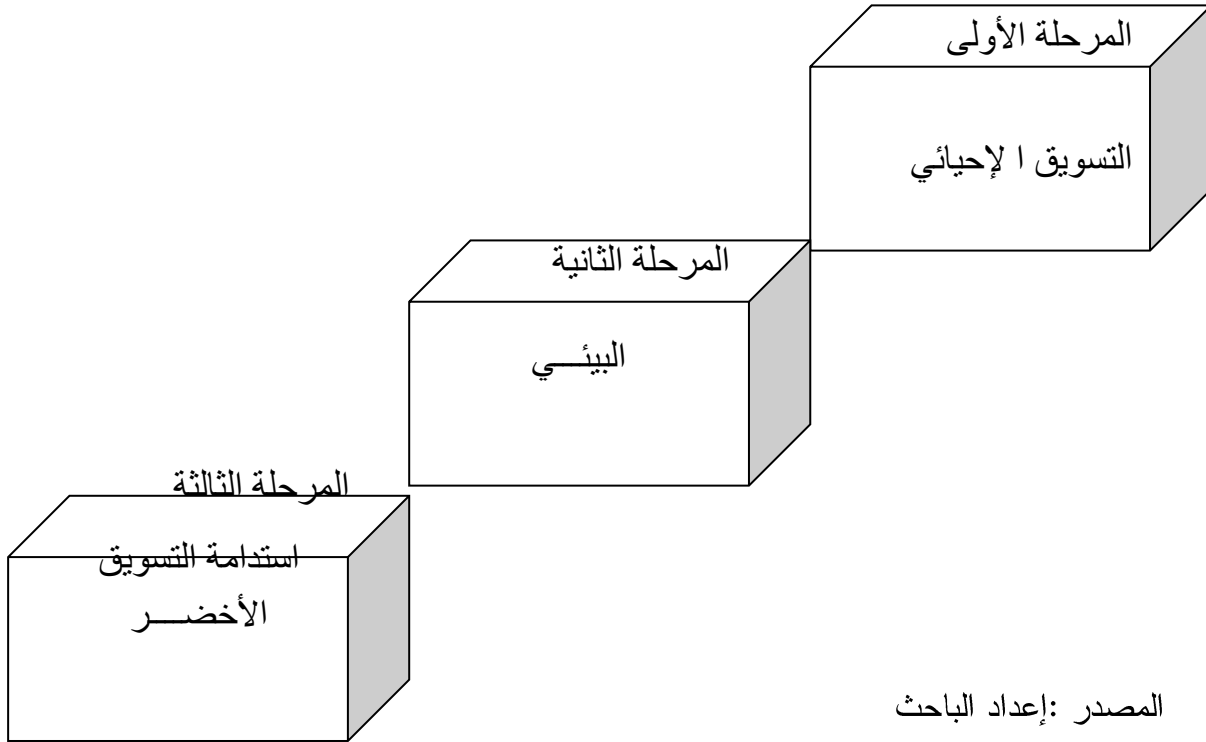 المرحلة الأولى
التسويق ا لإحيائي
المرحلة الثانية
البيئـــي
المرحلة الثالثة
استدامة التسويق
الأخضـــر
المصدر :إعداد الباحث